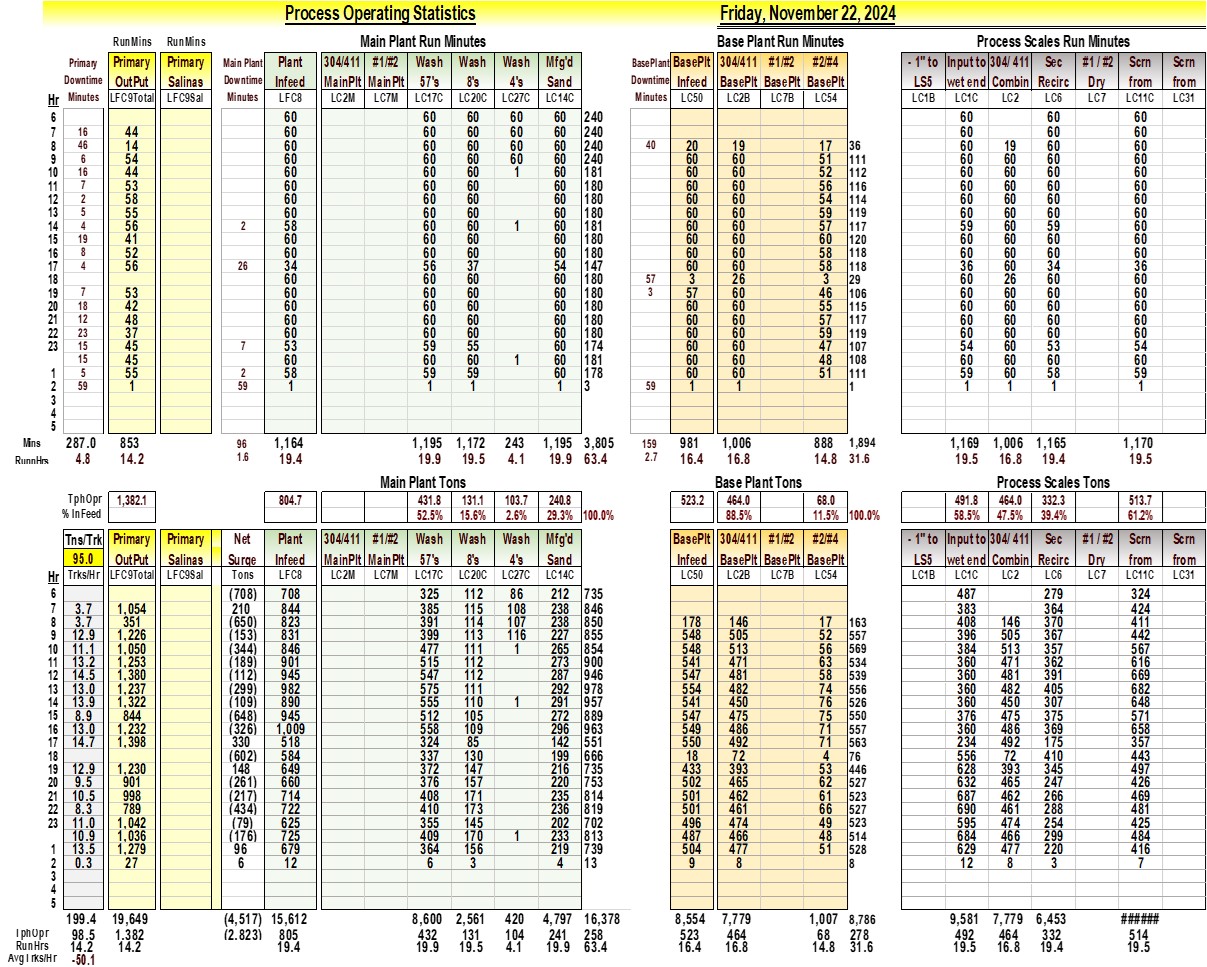 Process Operating Statistics Friday, November 22, 2024
RunMins RunMins Main Plant Run Minutes Base Plant Run Minutes Process Scales Run Minutes
Primary Primary Primary Main Plant Plant 304/411 #1/#2 Wash Wash Wash Mfg'd BasePlant BasePlt 304/411 #1/#2 #2/#4 - 1" to Input to 304/ 411 Sec #1 / #2 Scrn Scrn
Downtime OutPut Salinas Downtime Infeed MainPlt MainPlt 57's 8's 4's Sand Downtime Infeed BasePlt BasePlt BasePlt LS5 wet end Combin Recirc Dry from from
Hr Minutes LFC9Total LFC9Sal Minutes LFC8 LC2M LC7M LC17C LC20C LC27C LC14C Minutes LC50 LC2B LC7B LC54 LC1B LC1C LC2 LC6 LC7 LC11C LC31
6 60 60 60 60 60 240 60 60 60
7 16 44 60 60 60 60 60 240 60 60 60
8 46 14 60 60 60 60 60 240 40 20 19 17 36 60 19 60 60
9 6 54 60 60 60 60 60 240 60 60 51 111 60 60 60 60
10 16 44 60 60 60 1 60 181 60 60 52 112 60 60 60 60
11 7 53 60 60 60 60 180 60 60 56 116 60 60 60 60
12 2 58 60 60 60 60 180 60 60 54 114 60 60 60 60
13 5 55 60 60 60 60 180 60 60 59 119 60 60 60 60
14 4 56 2 58 60 60 1 60 181 60 60 57 117 59 60 59 60
15 19 41 60 60 60 60 180 60 60 60 120 60 60 60 60
16 8 52 60 60 60 60 180 60 60 58 118 60 60 60 60
17 4 56 26 34 56 37 54 147 60 60 58 118 36 60 34 36
18 60 60 60 60 180 57 3 26 3 29 60 26 60 60
19 7 53 60 60 60 60 180 3 57 60 46 106 60 60 60 60
20 18 42 60 60 60 60 180 60 60 55 115 60 60 60 60
21 12 48 60 60 60 60 180 60 60 57 117 60 60 60 60
22 23 37 60 60 60 60 180 60 60 59 119 60 60 60 60
23 15 45 7 53 59 55 60 174 60 60 47 107 54 60 53 54
15 45 60 60 60 1 60 181 60 60 48 108 60 60 60 60
1 5 55 2 58 59 59 60 178 60 60 51 111 59 60 58 59
2 59 1 59 1 1 1 1 3 59 1 1 1 1 1 1 1
3
4
5
Mins 287.0 853 96 1,164 1,195 1,172 243 1,195 3,805 159 981 1,006 888 1,894 1,169 1,006 1,165 1,170
RunnHrs 4.8 14.2 1.6 19.4 19.9 19.5 4.1 19.9 63.4 2.7 16.4 16.8 14.8 31.6 19.5 16.8 19.4 19.5
Main Plant Tons Base Plant Tons Process Scales Tons
TphOpr 1,382.1 804.7 431.8 131.1 103.7 240.8 523.2 464.0 68.0 491.8 464.0 332.3 513.7
% InFeed 52.5% 15.6% 2.6% 29.3% 100.0% 88.5% 11.5% 100.0% 58.5% 47.5% 39.4% 61.2%
Tns/Trk Primary Primary Net Plant 304/411 #1/#2 Wash Wash Wash Mfg'd BasePlt 304/411 #1/#2 #2/#4 - 1" to Input to 304/ 411 Sec #1 / #2 Scrn Scrn
95.0 OutPut Salinas Surge Infeed MainPlt MainPlt 57's 8's 4's Sand Infeed BasePlt BasePlt BasePlt LS5 wet end Combin Recirc Dry from from
Hr Trks/Hr LFC9Total LFC9Sal Tons LFC8 LC2M LC7M LC17C LC20C LC27C LC14C LC50 LC2B LC7B LC54 LC1B LC1C LC2 LC6 LC7 LC11C LC31
6 (708) 708 325 112 86 212 735 487 279 324
7 3.7 1,054 210 844 385 115 108 238 846 383 364 424
8 3.7 351 (650) 823 391 114 107 238 850 178 146 17 163 408 146 370 411
9 12.9 1,226 (153) 831 399 113 116 227 855 548 505 52 557 396 505 367 442
10 11.1 1,050 (344) 846 477 111 1 265 854 548 513 56 569 384 513 357 567
11 13.2 1,253 (189) 901 515 112 273 900 541 471 63 534 360 471 362 616
12 14.5 1,380 (112) 945 547 112 287 946 547 481 58 539 360 481 391 669
13 13.0 1,237 (299) 982 575 111 292 978 554 482 74 556 360 482 405 682
14 13.9 1,322 (109) 890 555 110 1 291 957 541 450 76 526 360 450 307 648
15 8.9 844 (648) 945 512 105 272 889 547 475 75 550 376 475 375 571
16 13.0 1,232 (326) 1,009 558 109 296 963 549 486 71 557 360 486 369 658
17 14.7 1,398 330 518 324 85 142 551 550 492 71 563 234 492 175 357
18 (602) 584 337 130 199 666 18 72 4 76 556 72 410 443
19 12.9 1,230 148 649 372 147 216 735 433 393 53 446 628 393 345 497
20 9.5 901 (261) 660 376 157 220 753 502 465 62 527 632 465 247 426
21 10.5 998 (217) 714 408 171 235 814 501 462 61 523 687 462 266 469
22 8.3 789 (434) 722 410 173 236 819 501 461 66 527 690 461 288 481
23 11.0 1,042 (79) 625 355 145 202 702 496 474 49 523 595 474 254 425
10.9 1,036 (176) 725 409 170 1 233 813 487 466 48 514 684 466 299 484
1 13.5 1,279 96 679 364 156 219 739 504 477 51 528 629 477 220 416
2 0.3 27 6 12 6 3 4 13 9 8 8 12 8 3 7
3
4
5
199.4 19,649 (4,517) 15,612 8,600 2,561 420 4,797 16,378 8,554 7,779 1,007 8,786 9,581 7,779 6,453 ######
TphOpr 98.5 1,382 (2,823) 805 432 131 104 241 258 523 464 68 278 492 464 332 514
RunHrs 14.2 14.2 19.4 19.9 19.5 4.1 19.9 63.4 16.4 16.8 14.8 31.6 19.5 16.8 19.4 19.5
AvgTrks/Hr -50.1